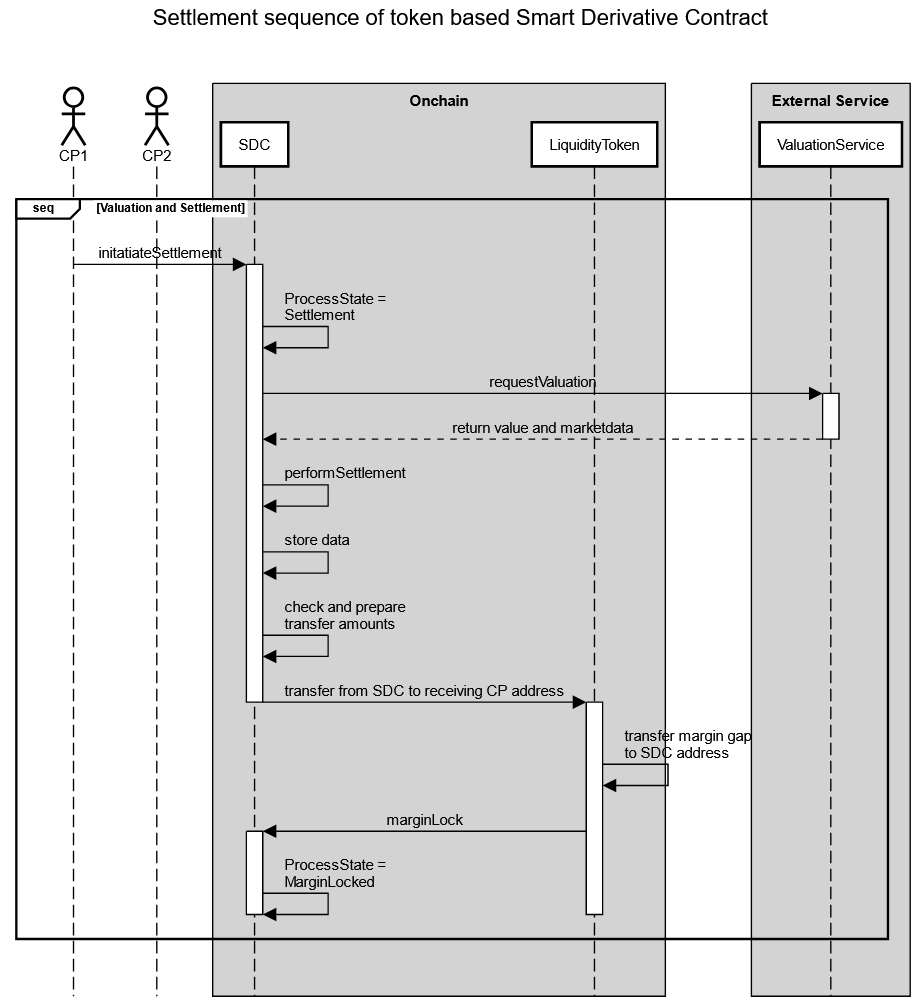 Settlement sequence of token based Smart Derivative Contract
Onchain
External Service
CP1
CP2
SDC
LiquidityToken
ValuationService
seq
[Valuation and Settlement]
initatiateSettlement
ProcessState =
Settlement
requestValuation
return value and marketdata
performSettlement
store data
check and prepare
transfer amounts
transfer from SDC to receiving CP address
transfer margin gap
to SDC address
marginLock
ProcessState =
MarginLocked